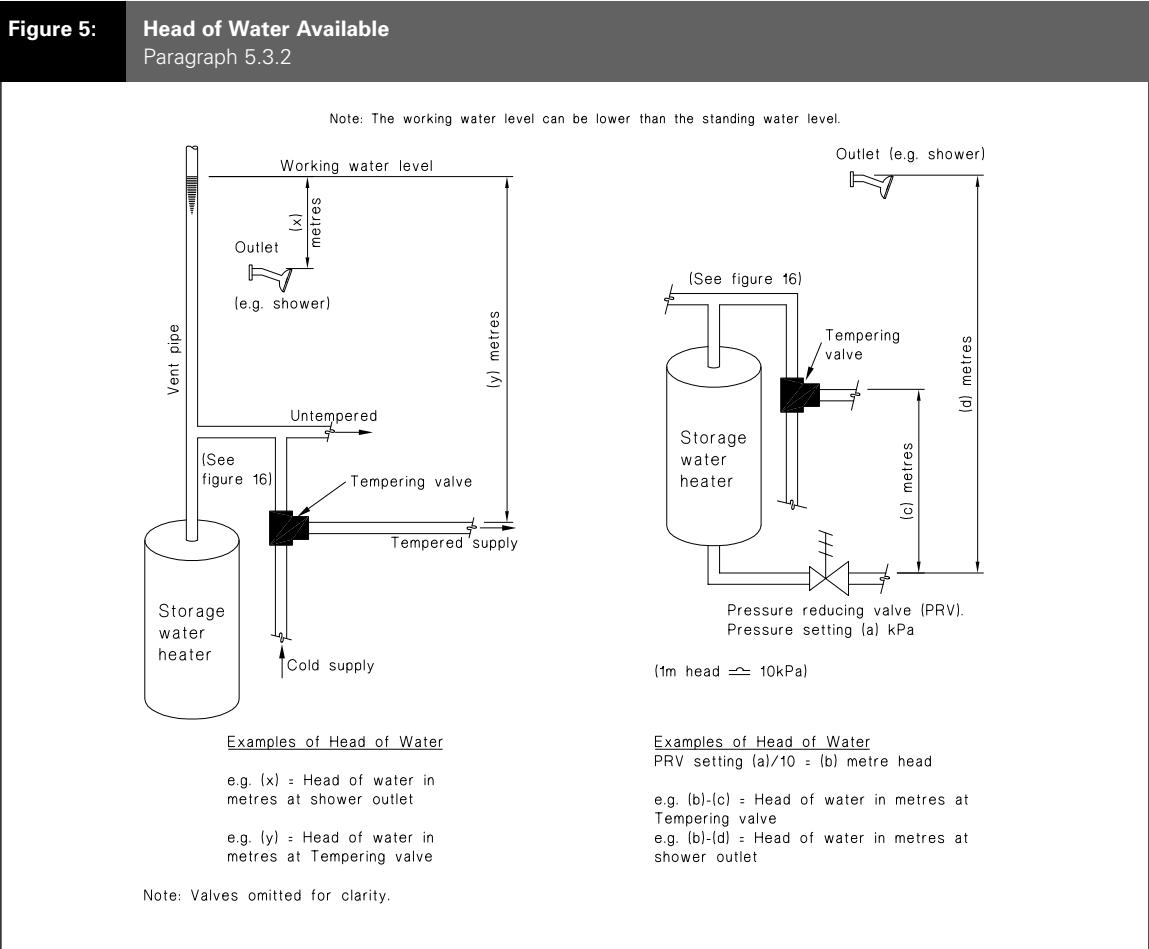 Figure 5:
Head of Water Available
Paragraph 5.3.2
Note: The working water level can be lower than the standing water level.
Working water level
(x)
metres
Outlet
(e.g. shower)
Vent pipe
(y) metres
Untempered
(See
figure 16)
Tempering valve
Tempered supply
Storage
water
heater
Cold supply
Examples of Head of Water
e.g. (x) = Head of water in
metres at shower outlet
e.g. (y) = Head of water in
metres at Tempering valve
Note: Valves omitted for clarity.
Outlet (e.g. shower)
(See figure 16)
Tempering
valve
(d) metres
Storage
water
heater
(c) metres
Pressure reducing valve (PRV).
Pressure setting (a) kPa
(1m head ≏ 10kPa)
Examples of Head of Water
PRV setting (a)/10 = (b) metre head
e.g. (b)-(c) = Head of water in metres at
Tempering valve
e.g. (b)-(d) = Head of water in metres at
shower outlet